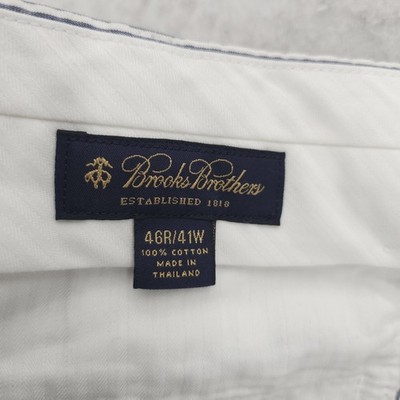 Brooks Brothers
ESTABLISHED 1818
46R/41W
100% COTTON
MADE IN
THAILAND